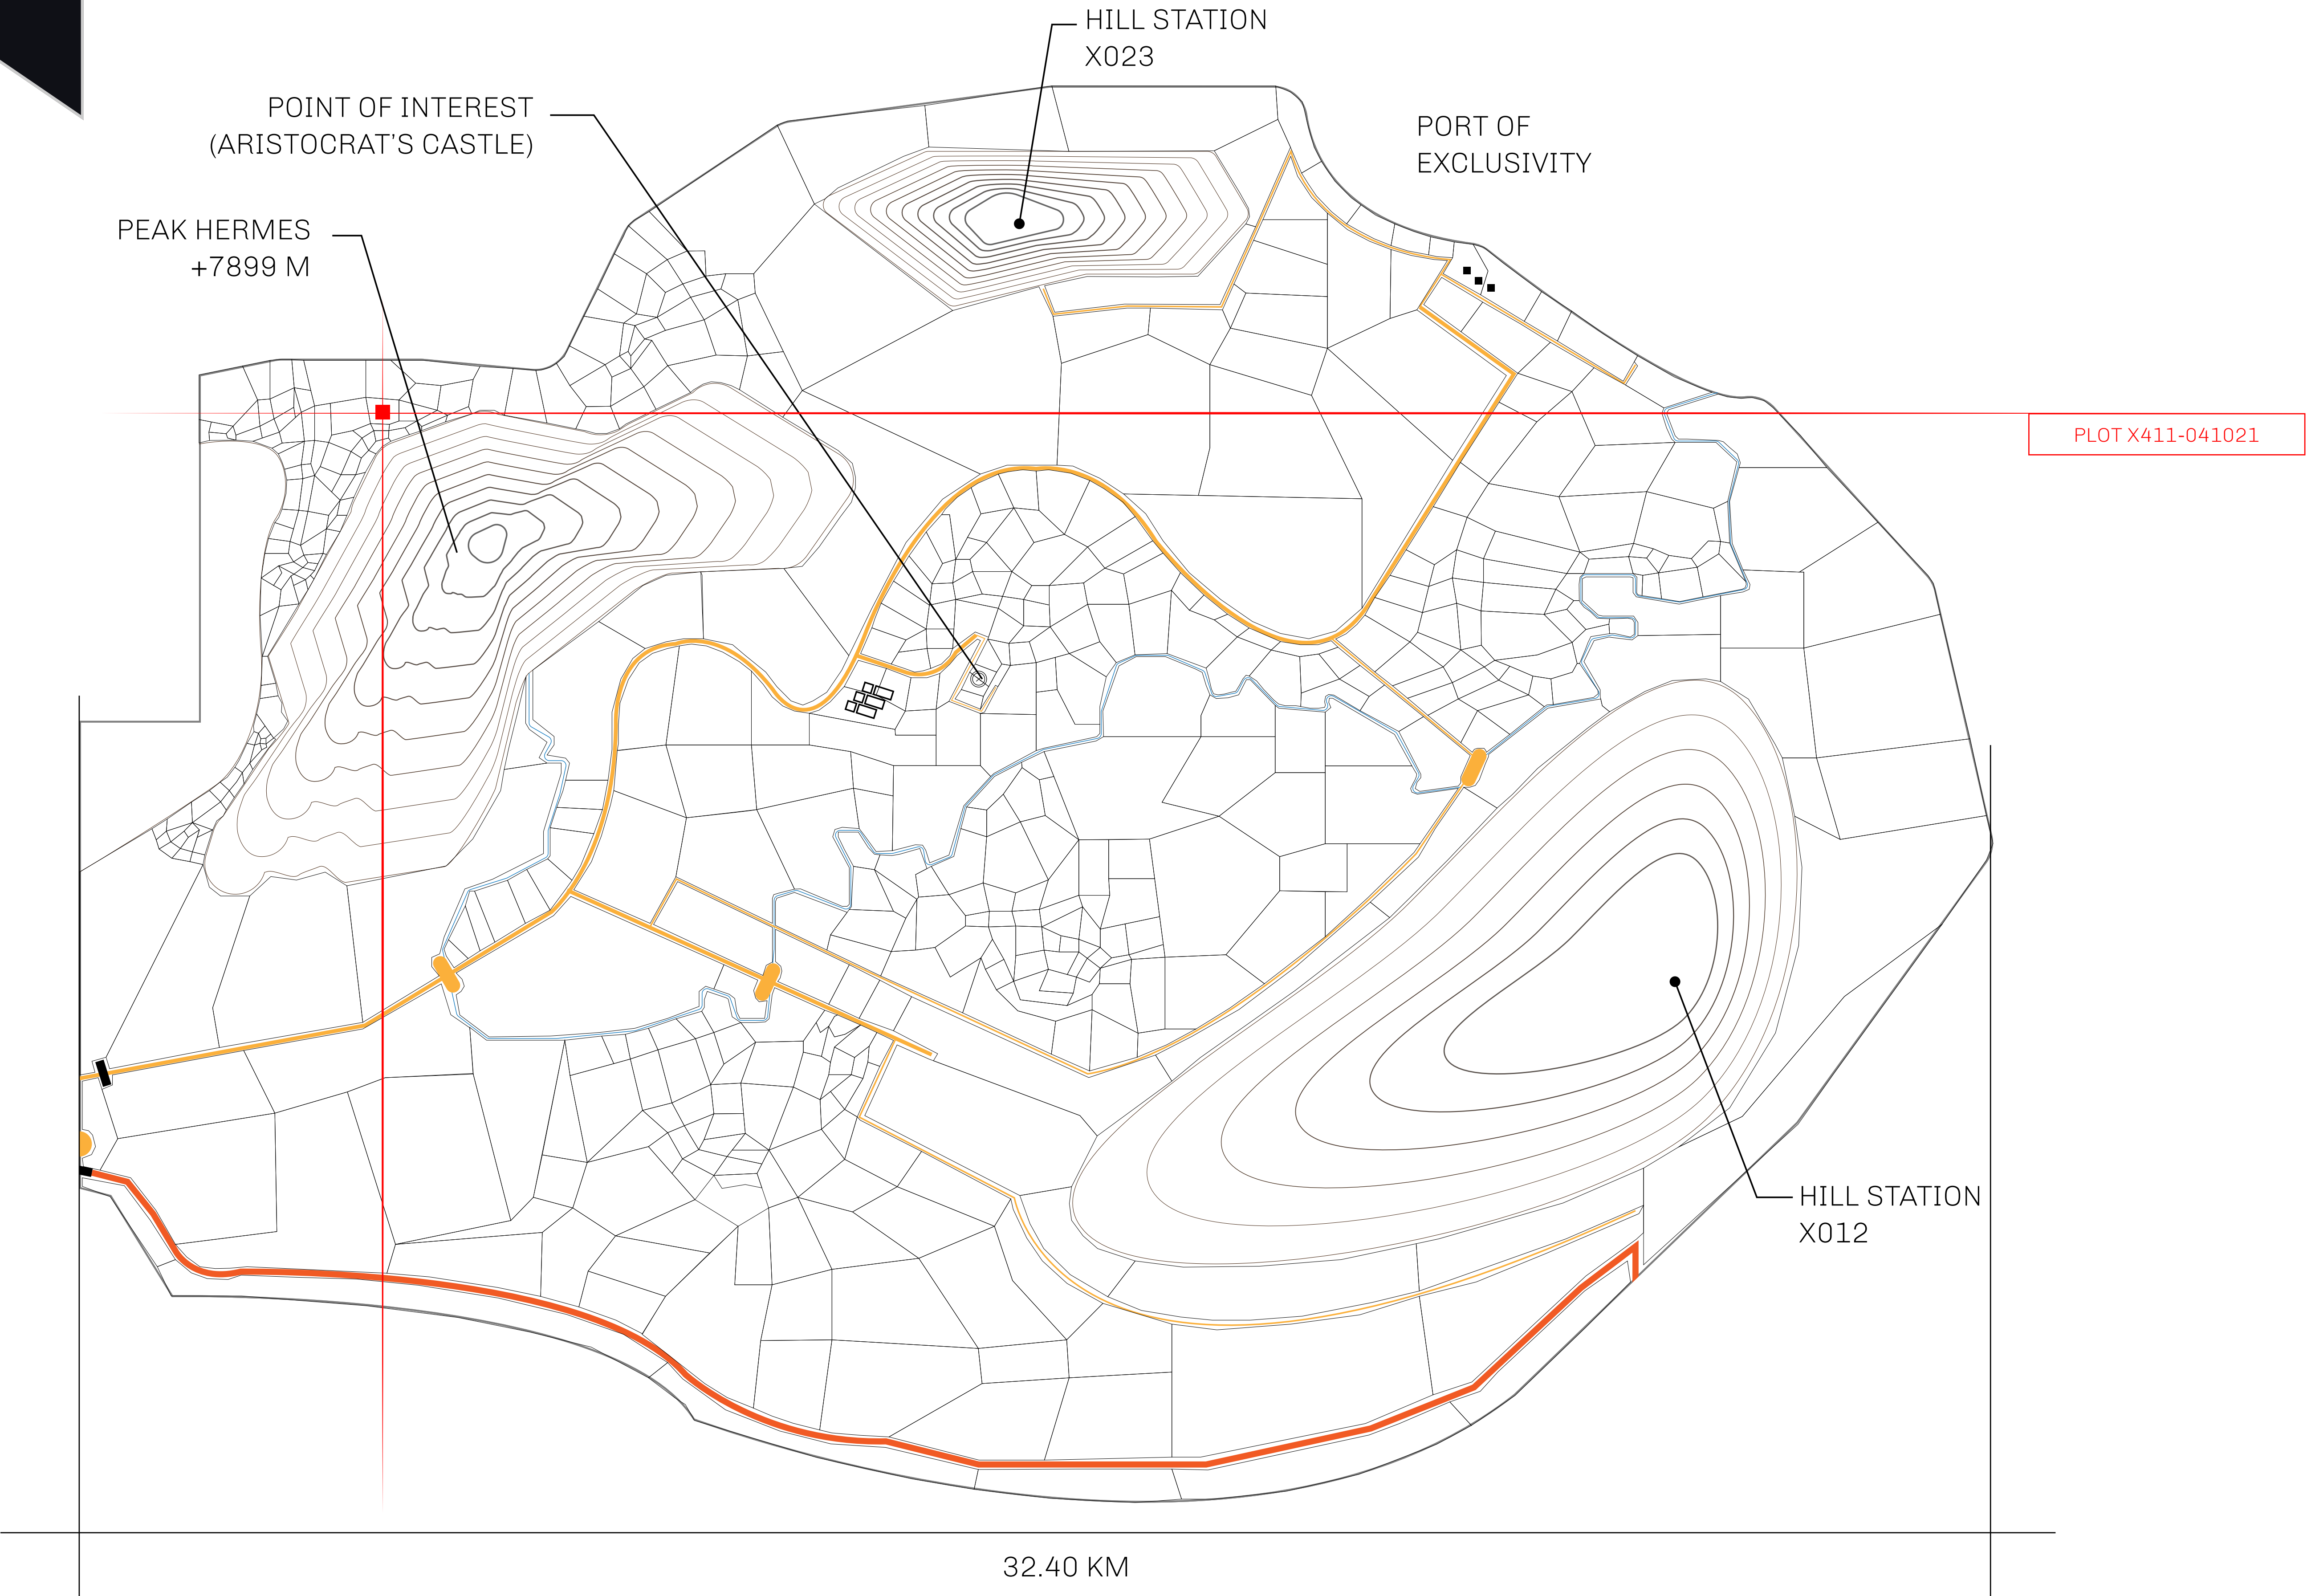 HILL STATION
X023
POINT OF INTEREST
(ARISTOCRAT'S CASTLE)
PORT OF
EXCLUSIVITY
PEAK HERMES
+7899 M
PLOT X411-041021
HILL STATION
X012
32.40 KM